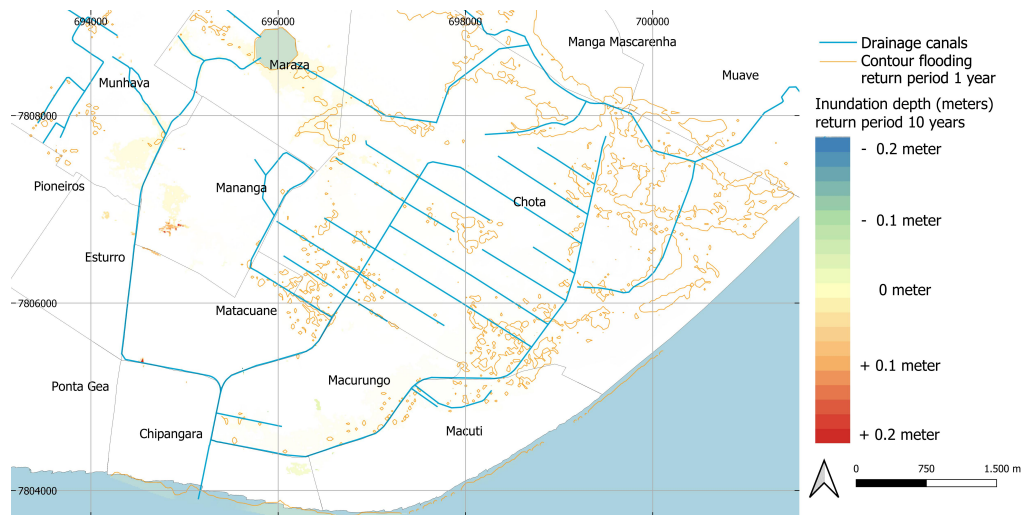 694000
696000
698000
700000
Manga Mascarenha
Maraza
Muave
Munhava
-7808000
Pioneiros
Mananga
Chota
Esturro
-7806000
Matacuane
Ponta Gea
Macurungo
Chipangara
Macuti
-7804000
Drainage canals
Contour flooding
return period 1 year
Inundation depth (meters)
return period 10 years
- 0.2 meter
- 0.1 meter
0 meter
+ 0.1 meter
+ 0.2 meter
0 750 1.500 m